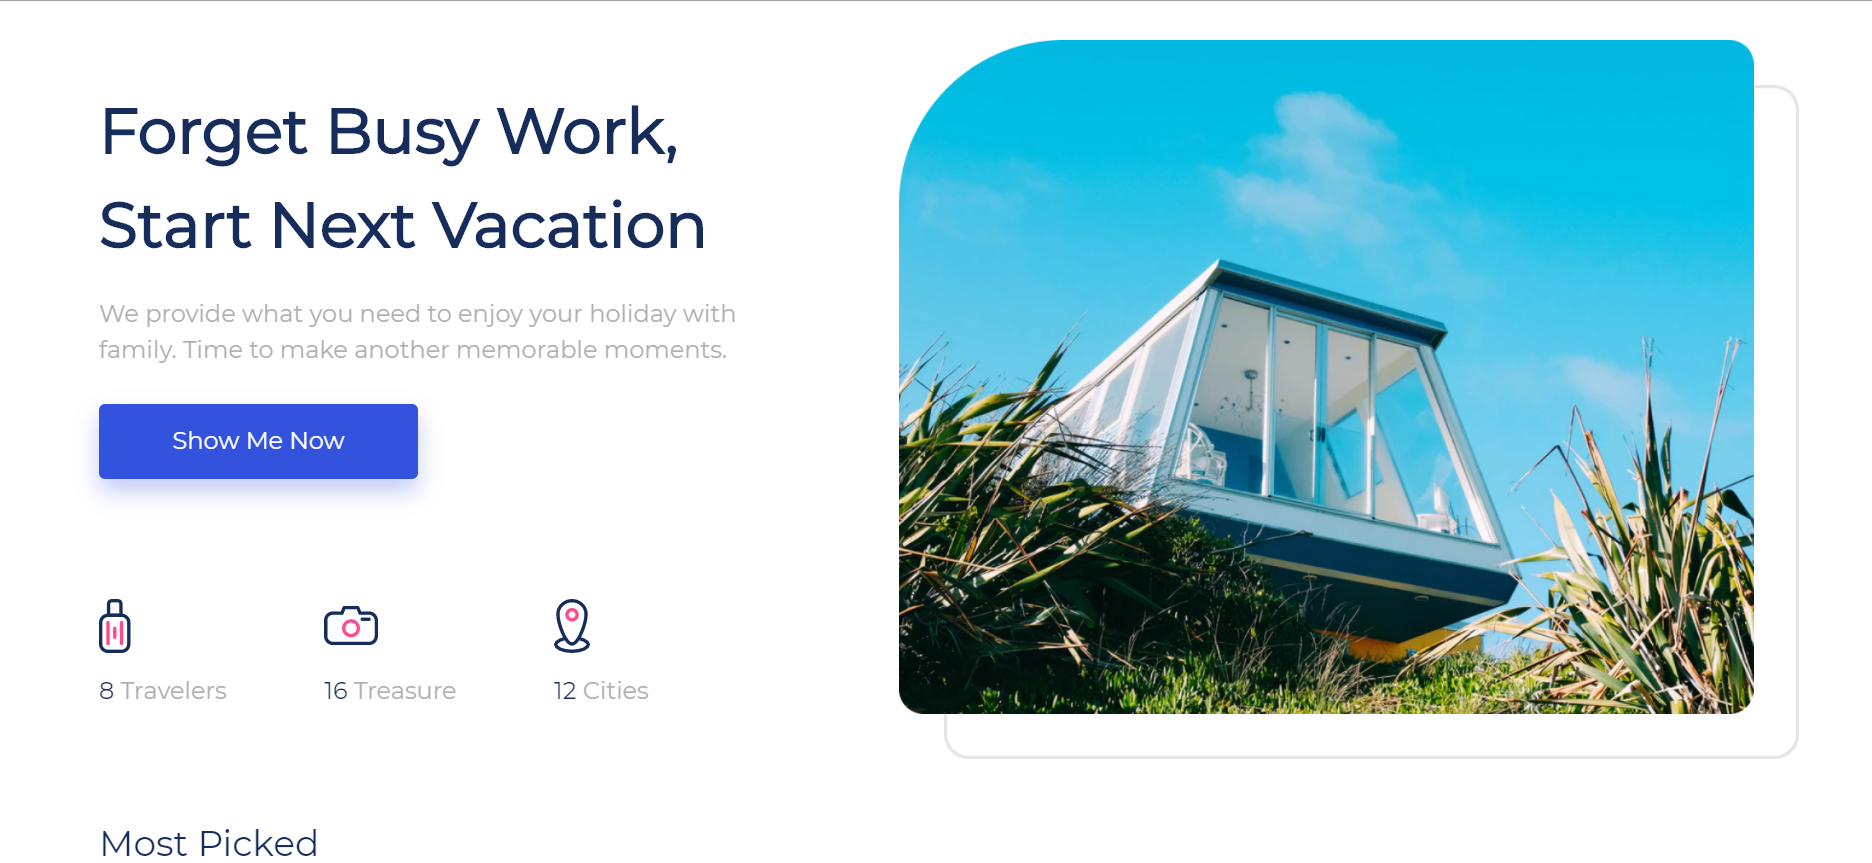 Forget Busy Work,
Start Next Vacation
We provide what you need to enjoy your holiday with
family. Time to make another memorable moments.
Show Me Now
8 Travelers
16 Treasure
12 Cities
Most Picked